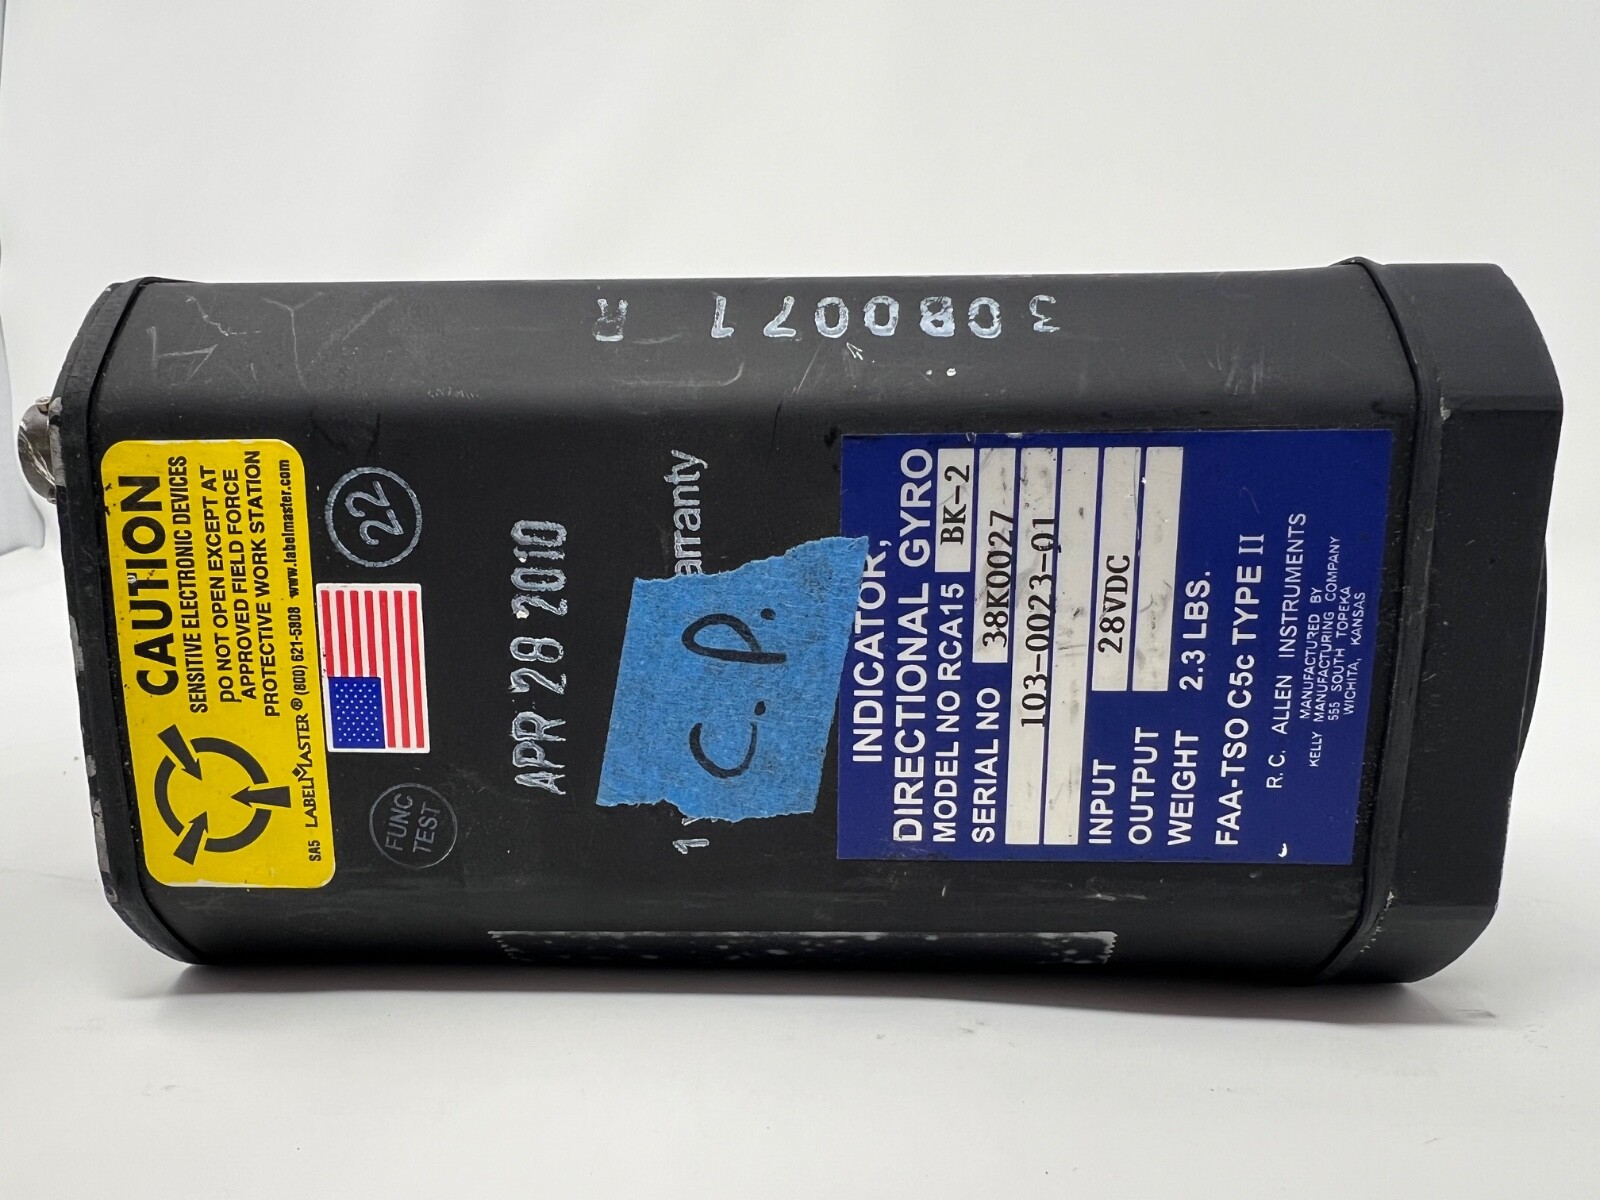 CAUTION
SENSITIVE ELECTRONIC DEVICES
DO NOT OPEN EXCEPT AT
APPROVED FIELD FORCE
PROTECTIVE WORK STATION
SA5 LABELMASTER® (800) 621-5808 www.labelmaster.com
22
FUNC
TEST
APR 28 2010
1
arranty
C.P.
30B0071 R
INDICATOR,
DIRECTIONAL GYRO
MODEL NO RCA15 BK-2
SERIAL NO 38K0027
103-0023-01
INPUT 28VDC
OUTPUT
WEIGHT 2.3 LBS.
FAA-TSO C5c TYPE II
R.C. ALLEN INSTRUMENTS
MANUFACTURED BY
KELLY MANUFACTURING COMPANY
555 SOUTH TOPEKA
WICHITA, KANSAS